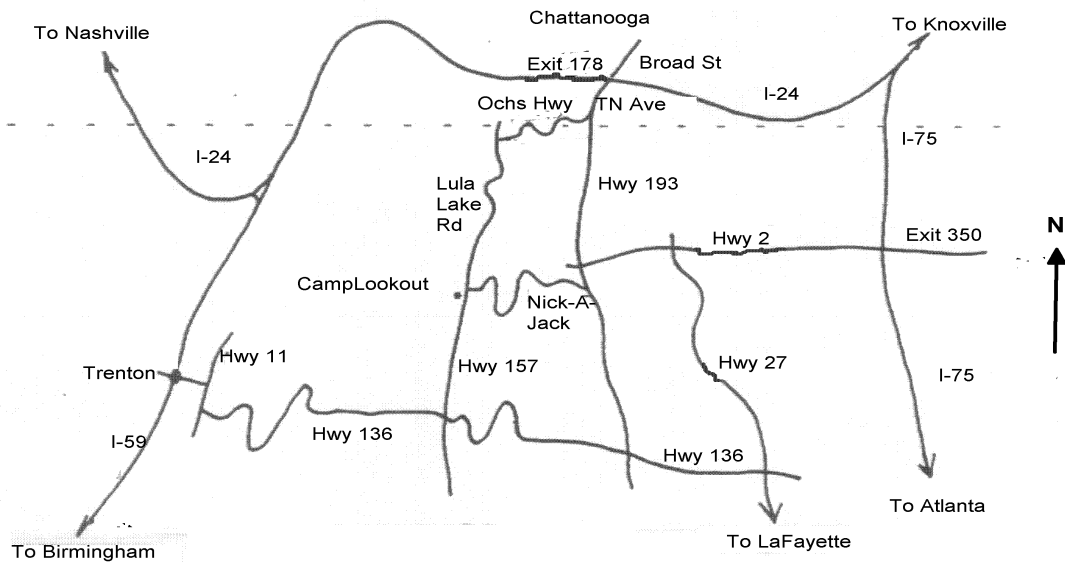 Chattanooga
To Nashville
To Knoxville
Exit 178
Broad St
I-24
Ochs Hwy
TN Ave
I-24
I-75
Lula
Lake
Rd
Hwy 193
N
Hwy 2
Exit 350
CampLookout
Nick-A-
Jack
Hwy 11
Hwy 157
Hwy 27
Trenton
I-75
Hwy 136
I-59
Hwy 136
To Atlanta
To Birmingham
To LaFayette